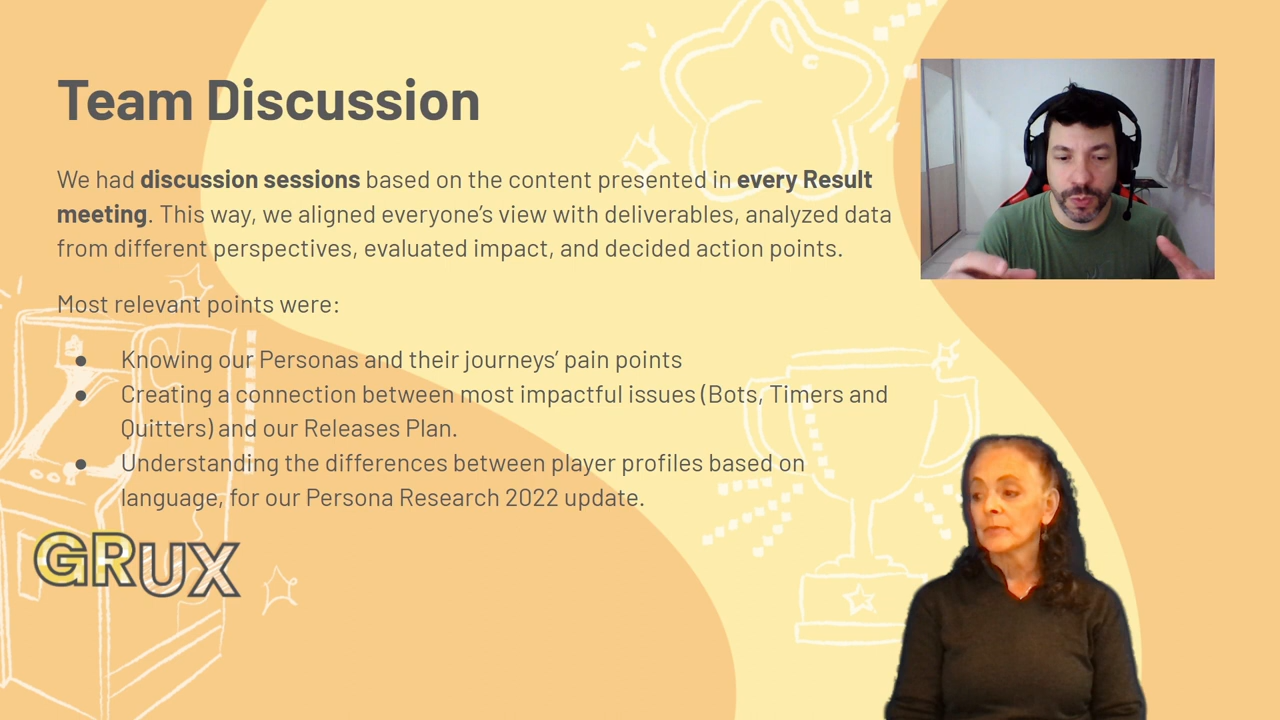 Team Discussion
We had discussion sessions based on the content presented in every Result
meeting. This way, we aligned everyone’s view with deliverables, analyzed data
from different perspectives, evaluated impact, and decided action points.
Most relevant points were:
● Knowing our Personas and their journeys’ pain points
● Creating a connection between most impactful issues (Bots, Timers and
Quitters) and our Releases Plan.
● Understanding the differences between player profiles based on
language, for our Persona Research 2022 update.
GRUX